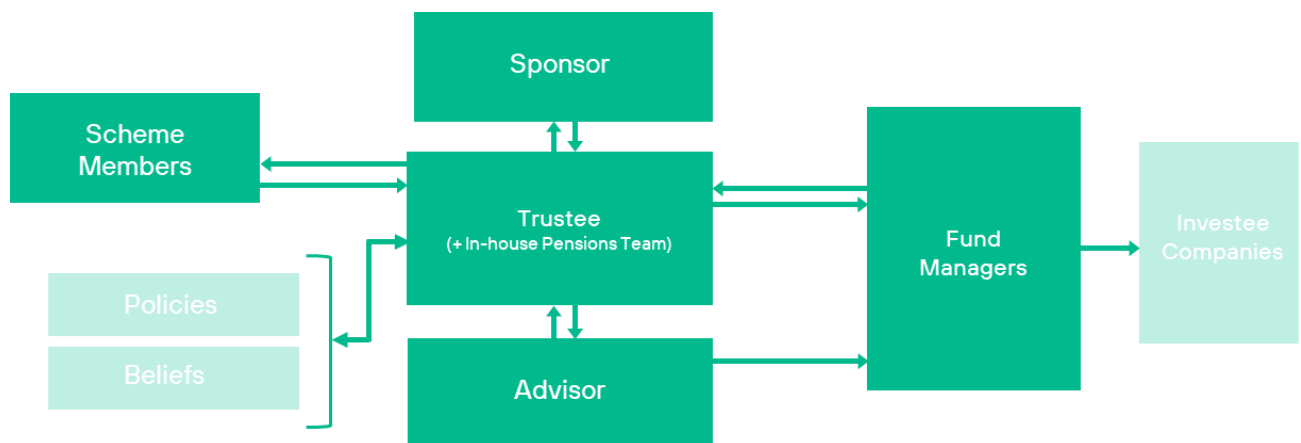 Sponsor
Scheme
Members
Trustee
(+ In-house Pensions Team)
Fund
Managers
Investee
Companies
Policies
Beliefs
Advisor